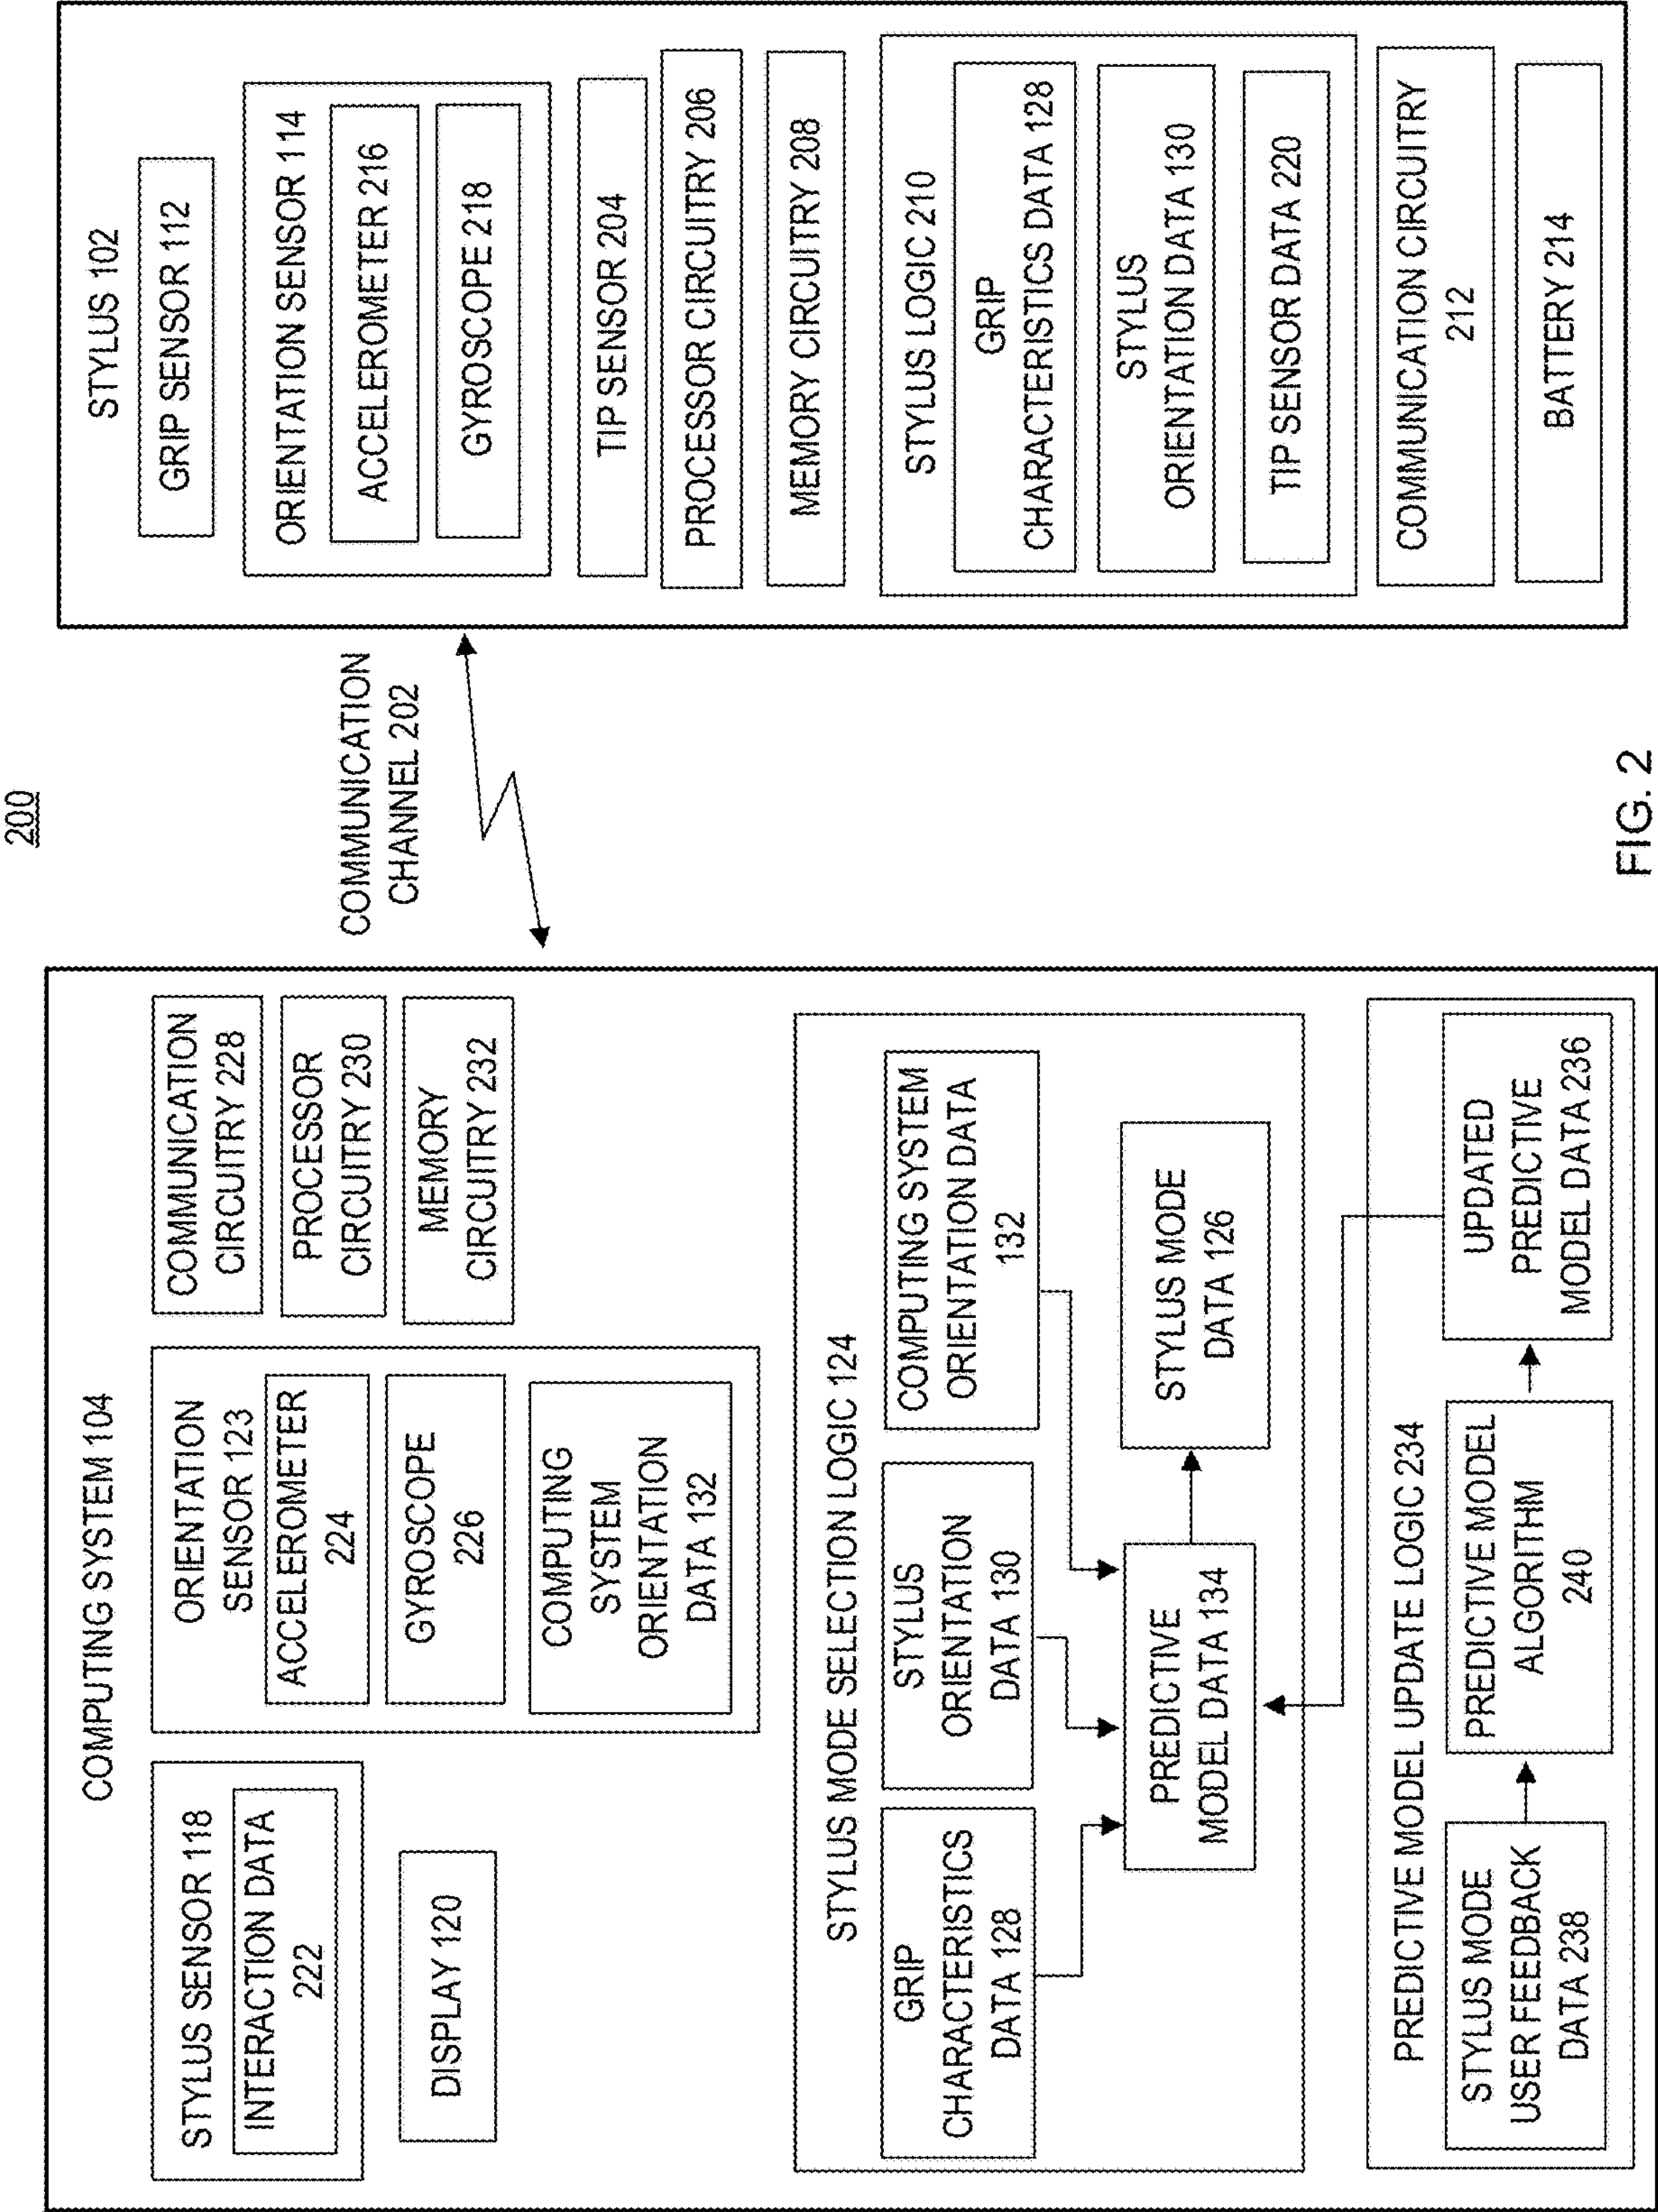 200
COMPUTING SYSTEM 104
STYLUS SENSOR 118
INTERACTION DATA
222
DISPLAY 120
ORIENTATION
SENSOR 123
ACCELEROMETER
224
GYROSCOPE
226
COMPUTING
SYSTEM
ORIENTATION
DATA 132
COMMUNICATION
CIRCUITRY 228
PROCESSOR
CIRCUITRY 230
MEMORY
CIRCUITRY 232
STYLUS MODE SELECTION LOGIC 124
GRIP
CHARACTERISTICS
DATA 128
STYLUS
ORIENTATION
DATA 130
COMPUTING SYSTEM
ORIENTATION DATA
132
PREDICTIVE
MODEL DATA 134
STYLUS MODE
DATA 126
PREDICTIVE MODEL UPDATE LOGIC 234
STYLUS MODE
USER FEEDBACK
DATA 238
PREDICTIVE MODEL
ALGORITHM
240
UPDATED
PREDICTIVE
MODEL DATA 236
COMMUNICATION
CHANNEL 202
STYLUS 102
GRIP SENSOR 112
ORIENTATION SENSOR 114
ACCELEROMETER 216
GYROSCOPE 218
TIP SENSOR 204
PROCESSOR CIRCUITRY 206
MEMORY CIRCUITRY 208
STYLUS LOGIC 210
GRIP
CHARACTERISTICS DATA 128
STYLUS
ORIENTATION DATA 130
TIP SENSOR DATA 220
COMMUNICATION CIRCUITRY
212
BATTERY 214
FIG. 2